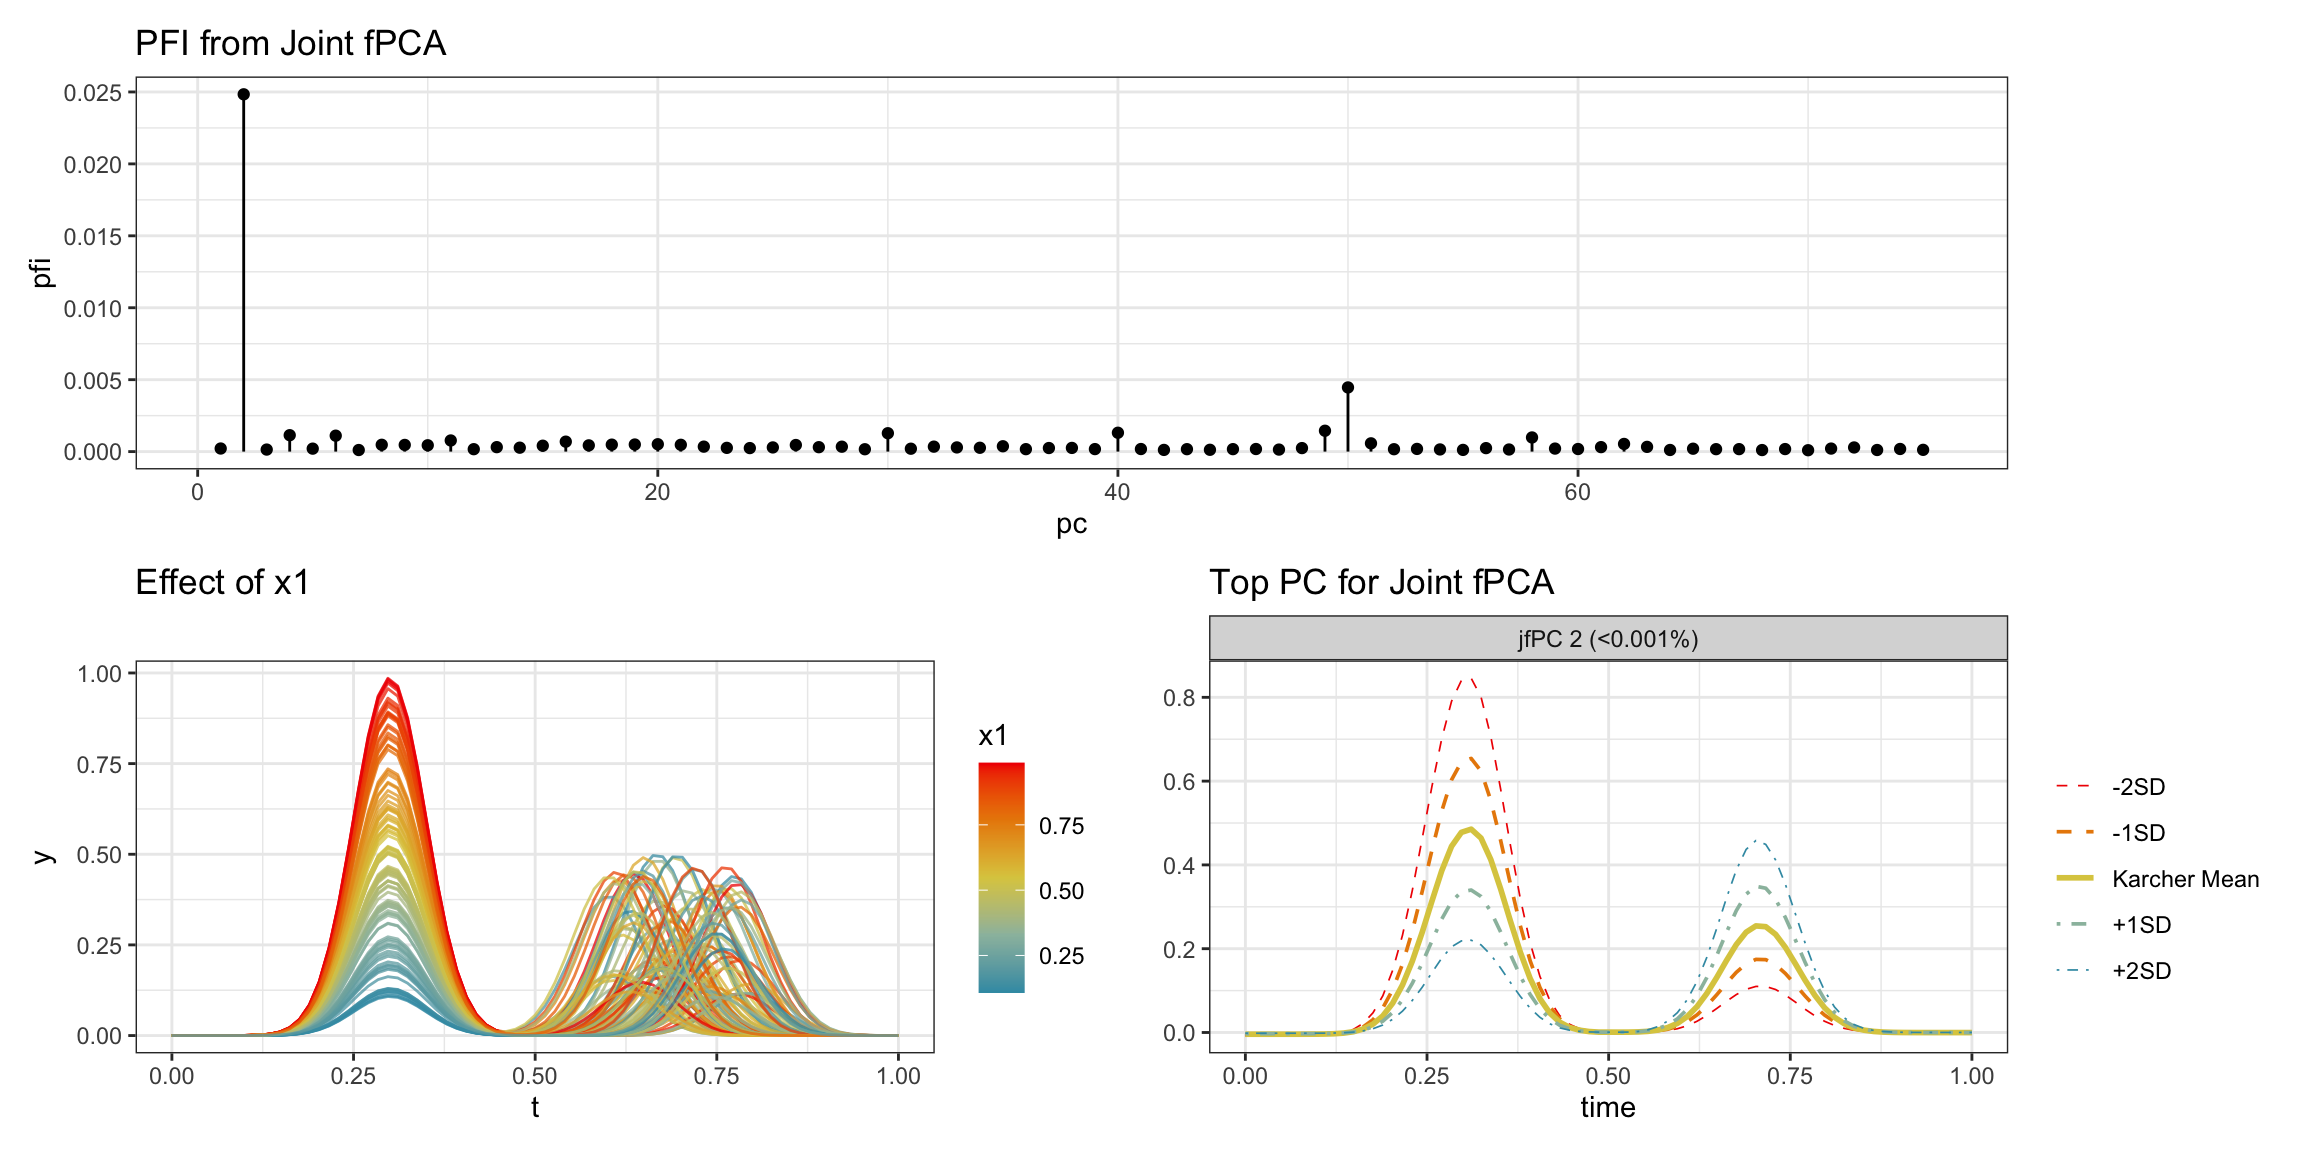 PFI from Joint fPCA
0.025
0.020
0.015
0.010
0.005
0.000
pfi
0 20 40 60
pc
Effect of x1
1.00
0.75
0.50
0.25
0.00
y
0.00 0.25 0.50 0.75 1.00
t
x1
0.75
0.50
0.25
Top PC for Joint fPCA
jfPC 2 (<0.001%)
0.8
0.6
0.4
0.2
0.0
0.00 0.25 0.50 0.75 1.00
time
-2SD
-1SD
Karcher Mean
+1SD
+2SD